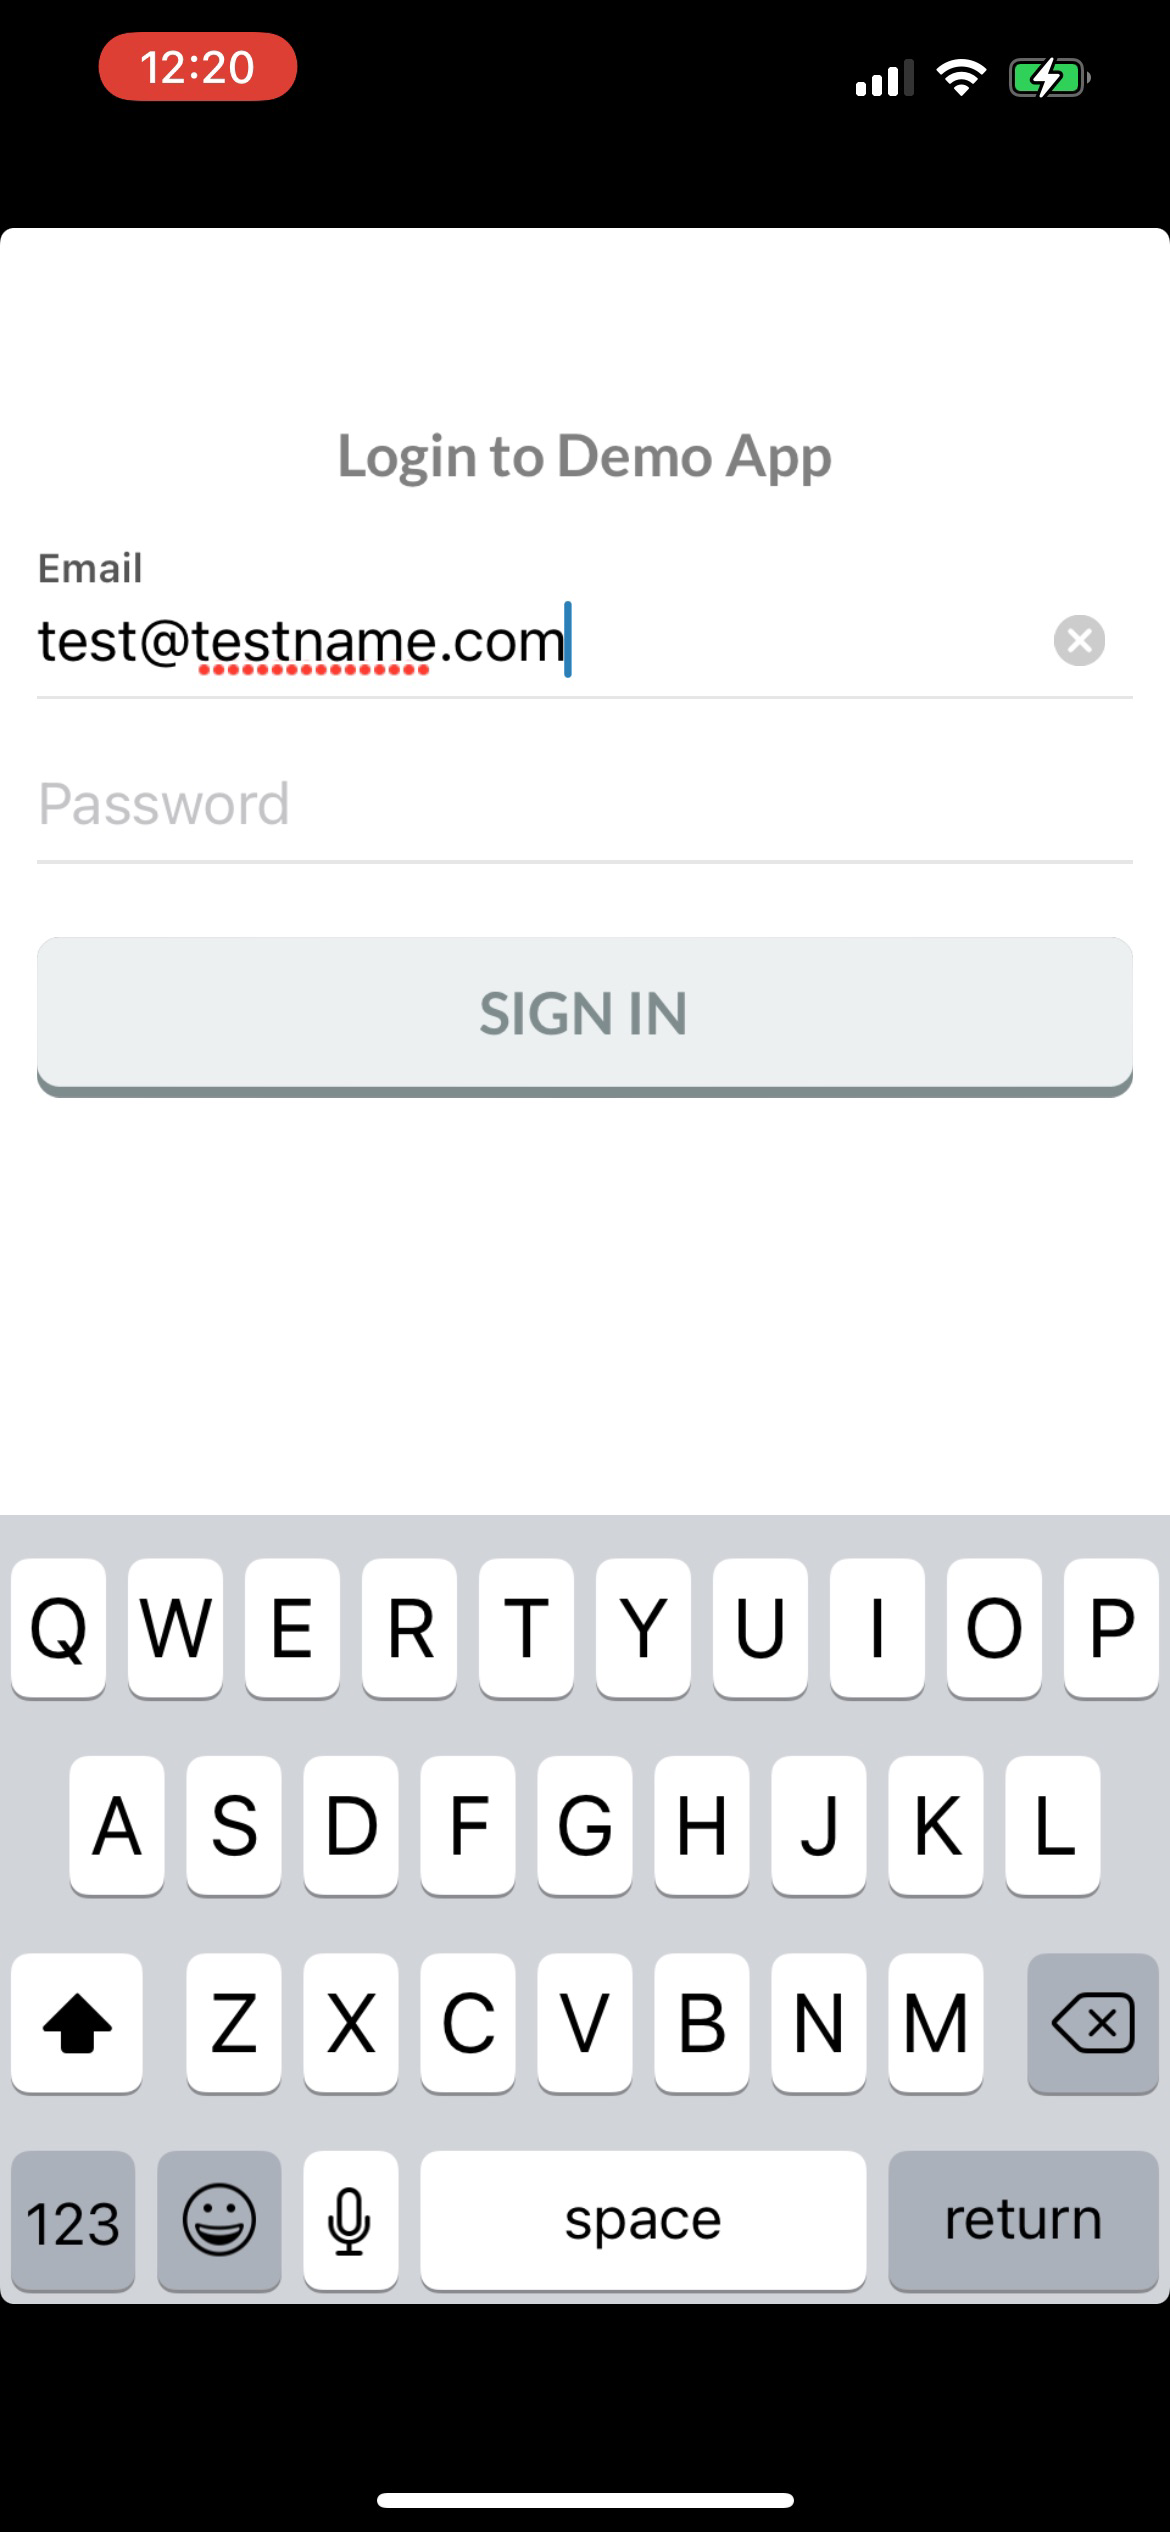 12:20
Login to Demo App
Email
test@testname.com
Password
SIGN IN
Q W E R T Y U I O P
A S D F G H J K L
Z X C V B N M
123 space return